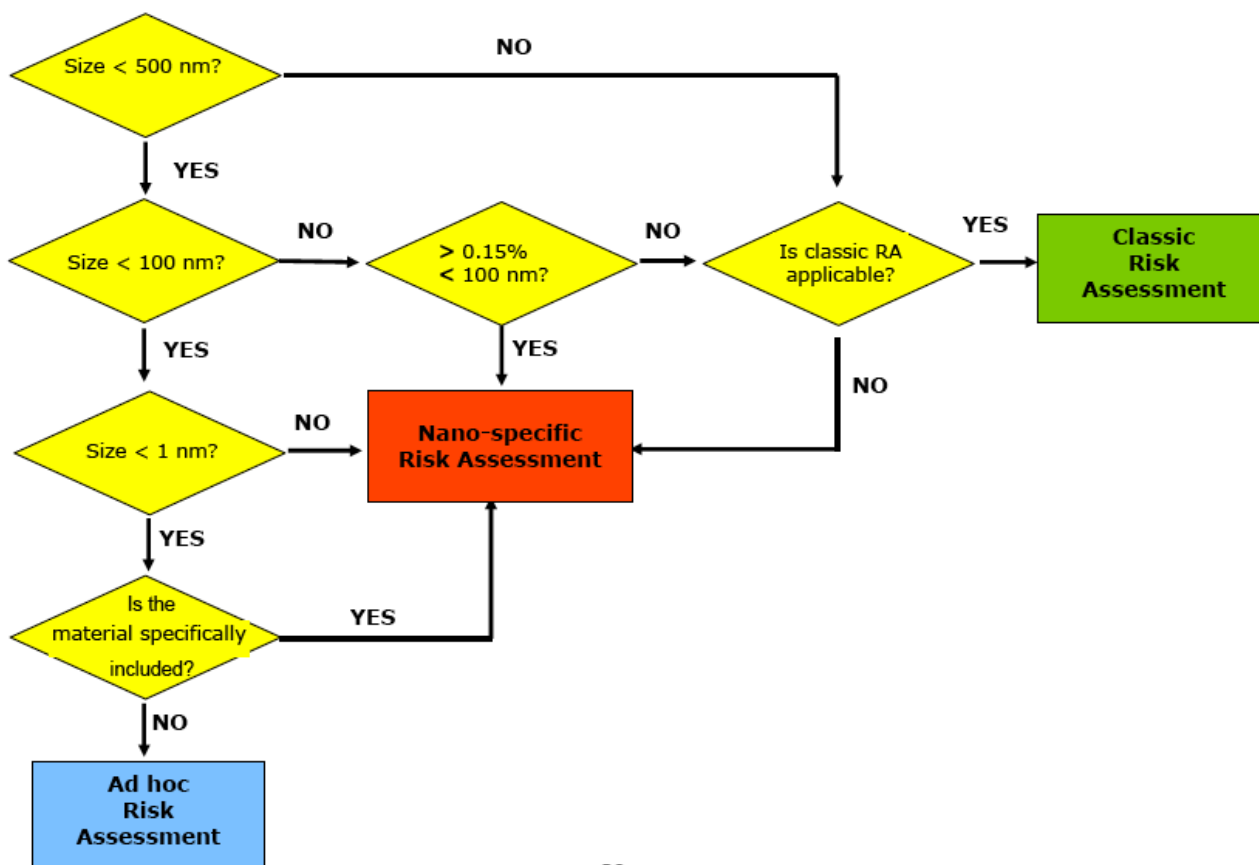 Size < 500 nm?
NO
YES
Size < 100 nm?
NO
> 0.15%
< 100 nm?
NO
Is classic RA
applicable?
YES
Classic
Risk
Assessment
YES
YES
NO
Size < 1 nm?
NO
Nano-specific
Risk Assessment
YES
Is the
material specifically
included?
YES
NO
Ad hoc
Risk
Assessment